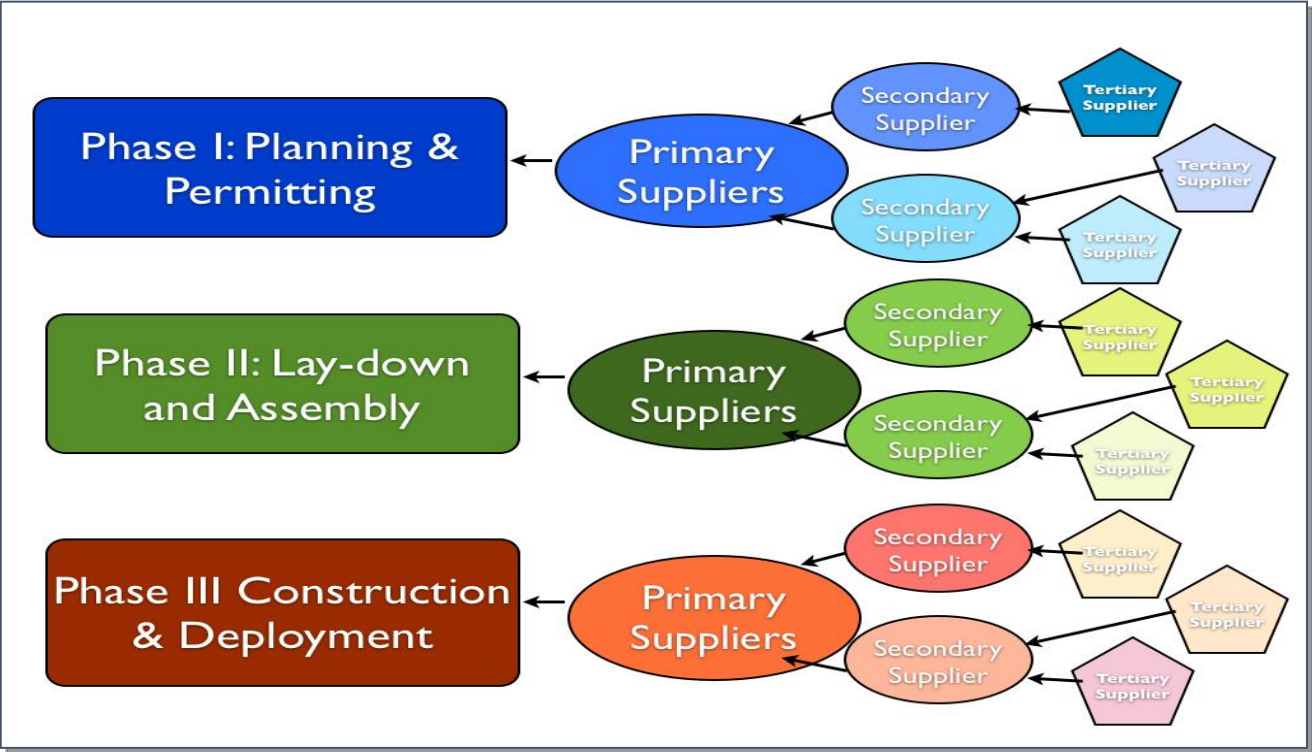 Phase I: Planning &
Permitting
Primary
Suppliers
Secondary
Supplier
Tertiary
Supplier
Secondary
Supplier
Tertiary
Supplier
Tertiary
Supplier
Phase II: Lay-down
and Assembly
Primary
Suppliers
Secondary
Supplier
Tertiary
Supplier
Secondary
Supplier
Tertiary
Supplier
Tertiary
Supplier
Phase III Construction
& Deployment
Primary
Suppliers
Secondary
Supplier
Tertiary
Supplier
Secondary
Supplier
Tertiary
Supplier
Tertiary
Supplier